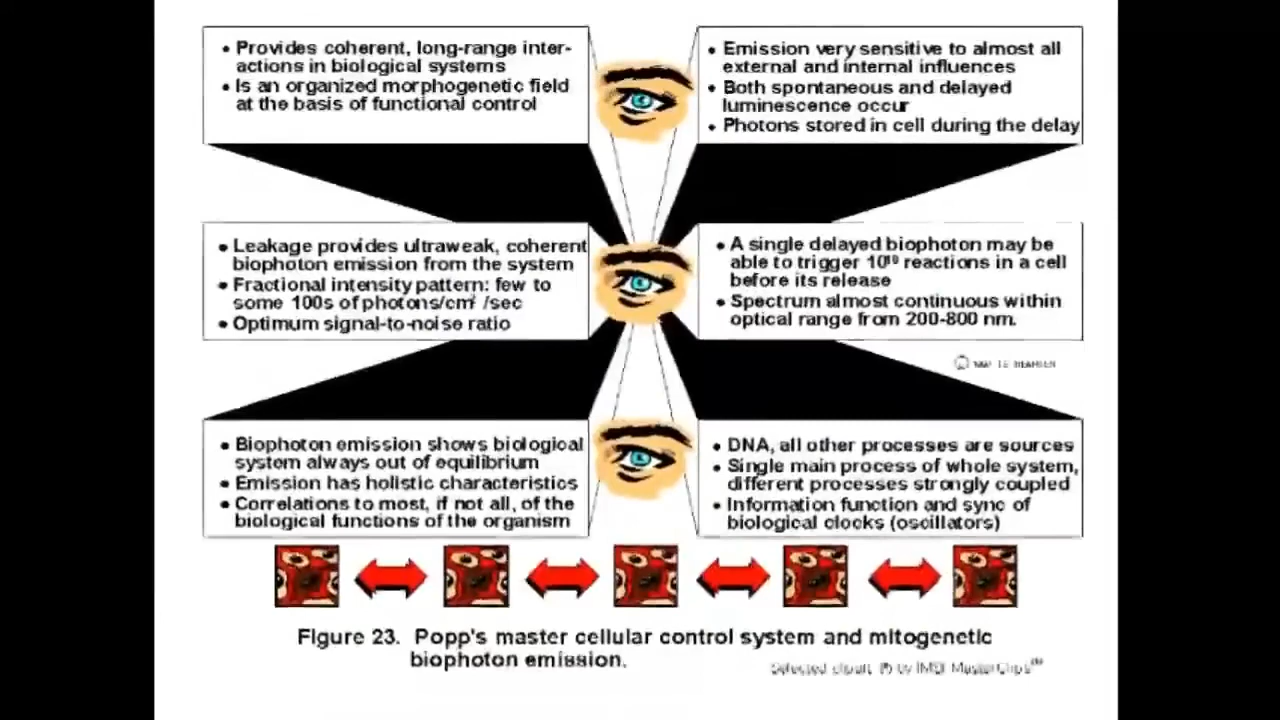 • Provides coherent, long-range inter-
actions in biological systems
• Is an organized morphogenetic field
at the basis of functional control
• Emission very sensitive to almost all
external and internal influences
• Both spontaneous and delayed
luminescence occur
• Photons stored in cell during the delay
• Leakage provides ultraweak, coherent
biophoton emission from the system
• Fractional intensity pattern: few to
some 100s of photons/cm² /sec
• Optimum signal-to-noise ratio
• A single delayed biophoton may be
able to trigger 10¹⁰ reactions in a cell
before its release
• Spectrum almost continuous within
optical range from 200-800 nm.
• Biophoton emission shows biological
system always out of equilibrium
• Emission has holistic characteristics
• Correlations to most, if not all, of the
biological functions of the organism
• DNA, all other processes are sources
• Single main process of whole system,
different processes strongly coupled
• Information function and sync of
biological clocks (oscillators)
Figure 23. Popp's master cellular control system and mitogenetic
biophoton emission.
Selected clipart by IMSI MasterClips